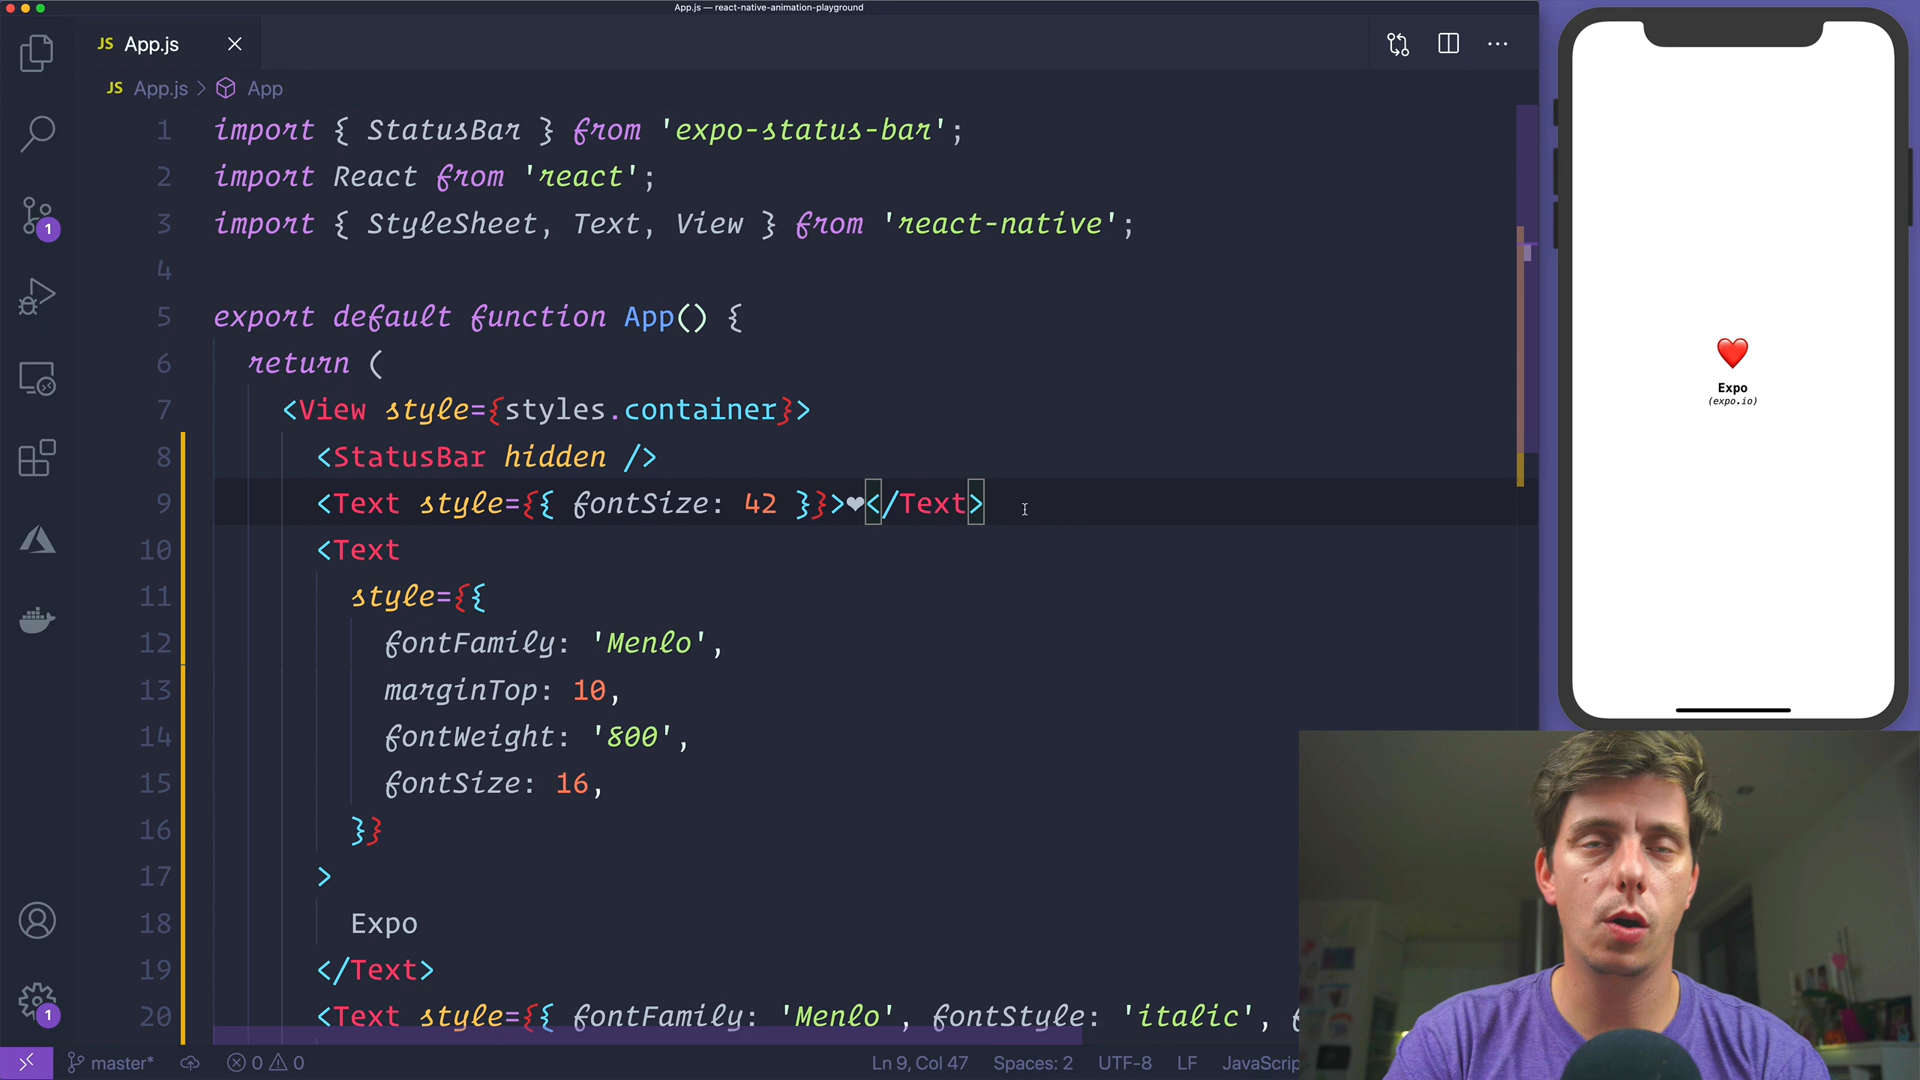 App.js — react-native-animation-playground
JS App.js
JS App.js > App
1 import { StatusBar } from 'expo-status-bar';
2 import React from 'react';
3 import { StyleSheet, Text, View } from 'react-native';
4
5 export default function App() {
6 return (
7 <View style={styles.container}>
8 <StatusBar hidden />
9 <Text style={{ fontSize: 42 }}>❤</Text>
10 <Text
11 style={{
12 fontFamily: 'Menlo',
13 marginTop: 10,
14 fontWeight: '800',
15 fontSize: 16,
16 }}
17 >
18 Expo
19 </Text>
20 <Text style={{ fontFamily: 'Menlo', fontStyle: 'italic', f
1
1
master* 0 0 Ln 9, Col 47 Spaces: 2 UTF-8 LF JavaScrip
Expo
(expo.io)